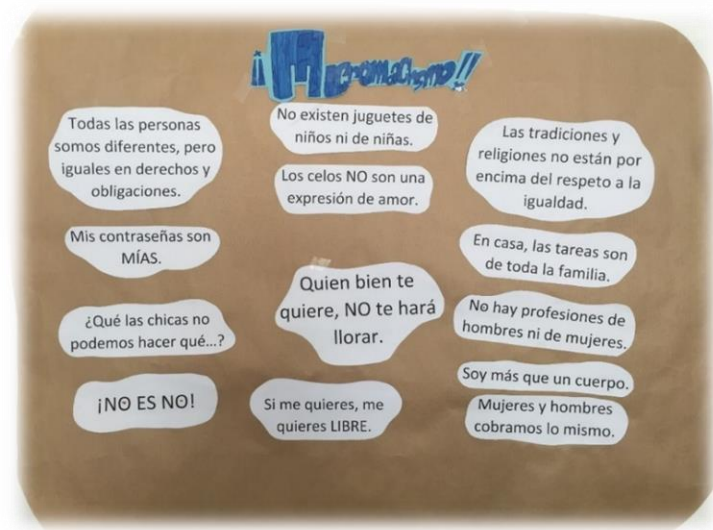 ¡¡Micromachismo!!
Todas las personas
somos diferentes, pero
iguales en derechos y
obligaciones.
Mis contraseñas son
MÍAS.
¿Qué las chicas no
podemos hacer qué...?
¡NO ES NO!
No existen juguetes de
niños ni de niñas.
Los celos NO son una
expresión de amor.
Quien bien te
quiere, NO te hará
llorar.
Si me quieres, me
quieres LIBRE.
Las tradiciones y
religiones no están por
encima del respeto a la
igualdad.
En casa, las tareas son
de toda la familia.
No hay profesiones de
hombres ni de mujeres.
Soy más que un cuerpo.
Mujeres y hombres
cobramos lo mismo.